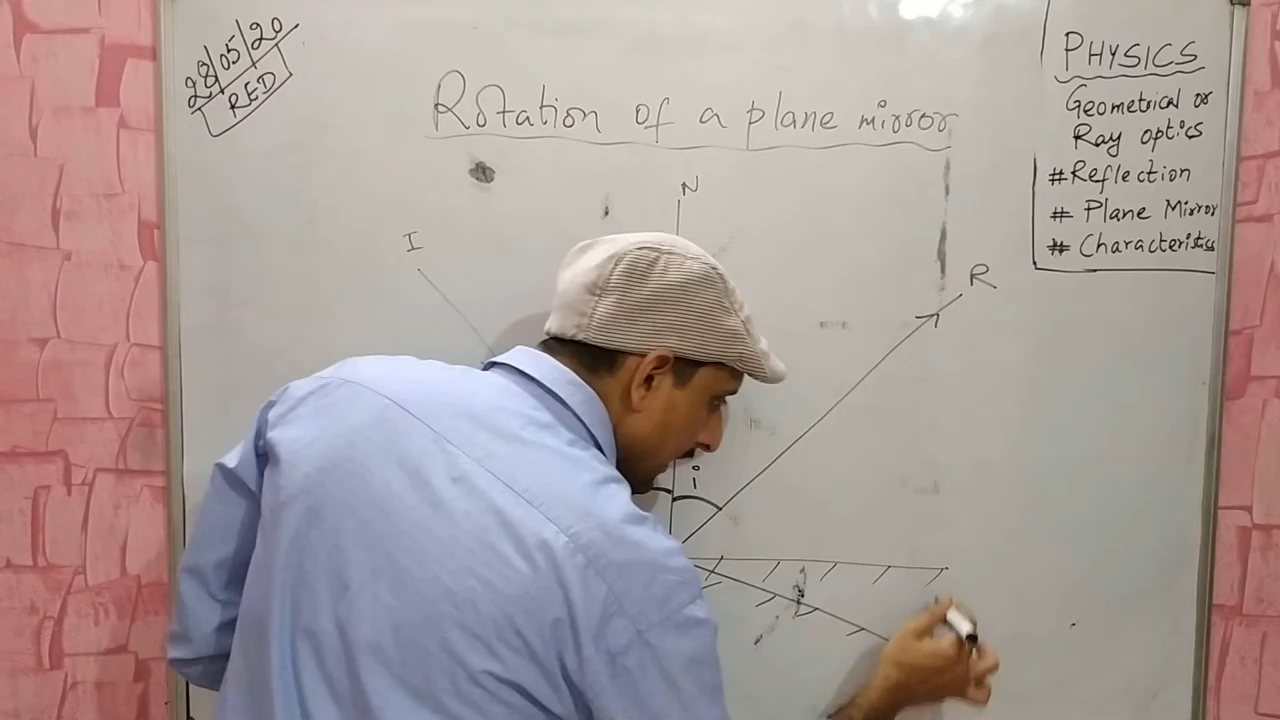 28/05/20
RED
Rotation of a plane mirror
PHYSICS
Geometrical or
Ray optics
# Reflection
# Plane Mirror
# Characteristics
N
I
R
i